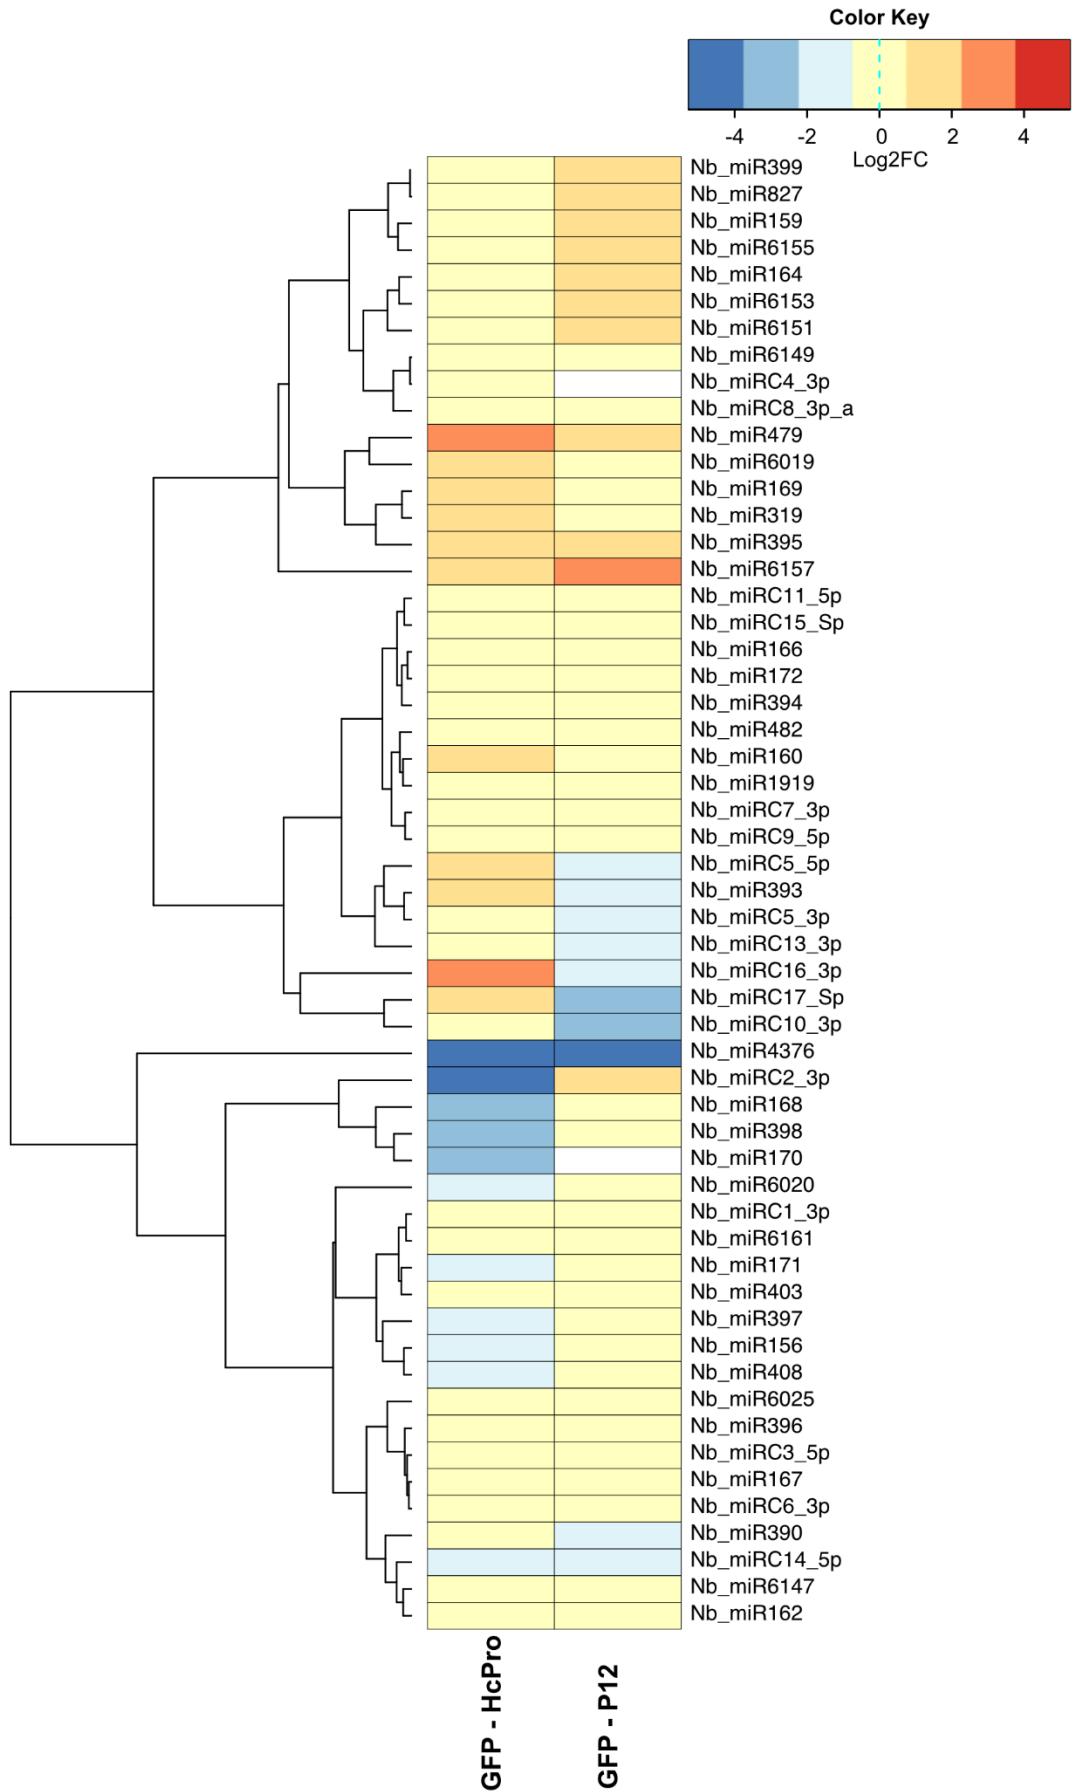 Color Key
-4 -2 0 2 4
Log2FC
Nb_miR399
Nb_miR827
Nb_miR159
Nb_miR6155
Nb_miR164
Nb_miR6153
Nb_miR6151
Nb_miR6149
Nb_miRC4_3p
Nb_miRC8_3p_a
Nb_miR479
Nb_miR6019
Nb_miR169
Nb_miR319
Nb_miR395
Nb_miR6157
Nb_miRC11_5p
Nb_miRC15_Sp
Nb_miR166
Nb_miR172
Nb_miR394
Nb_miR482
Nb_miR160
Nb_miR1919
Nb_miRC7_3p
Nb_miRC9_5p
Nb_miRC5_5p
Nb_miR393
Nb_miRC5_3p
Nb_miRC13_3p
Nb_miRC16_3p
Nb_miRC17_Sp
Nb_miRC10_3p
Nb_miR4376
Nb_miRC2_3p
Nb_miR168
Nb_miR398
Nb_miR170
Nb_miR6020
Nb_miRC1_3p
Nb_miR6161
Nb_miR171
Nb_miR403
Nb_miR397
Nb_miR156
Nb_miR408
Nb_miR6025
Nb_miR396
Nb_miRC3_5p
Nb_miR167
Nb_miRC6_3p
Nb_miR390
Nb_miRC14_5p
Nb_miR6147
Nb_miR162
GFP - HcPro
GFP - P12